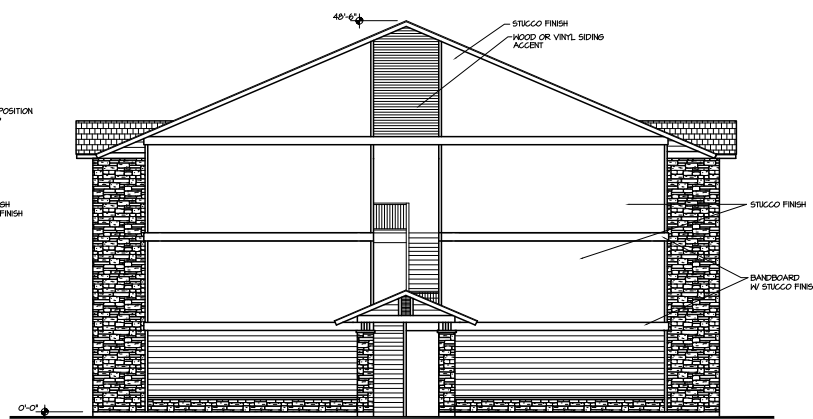 48'-6"
STUCCO FINISH
WOOD OR VINYL SIDING
ACCENT
POSITION
SH
FINISH
STUCCO FINISH
BANDBOARD
W/ STUCCO FINIS
0'-0"